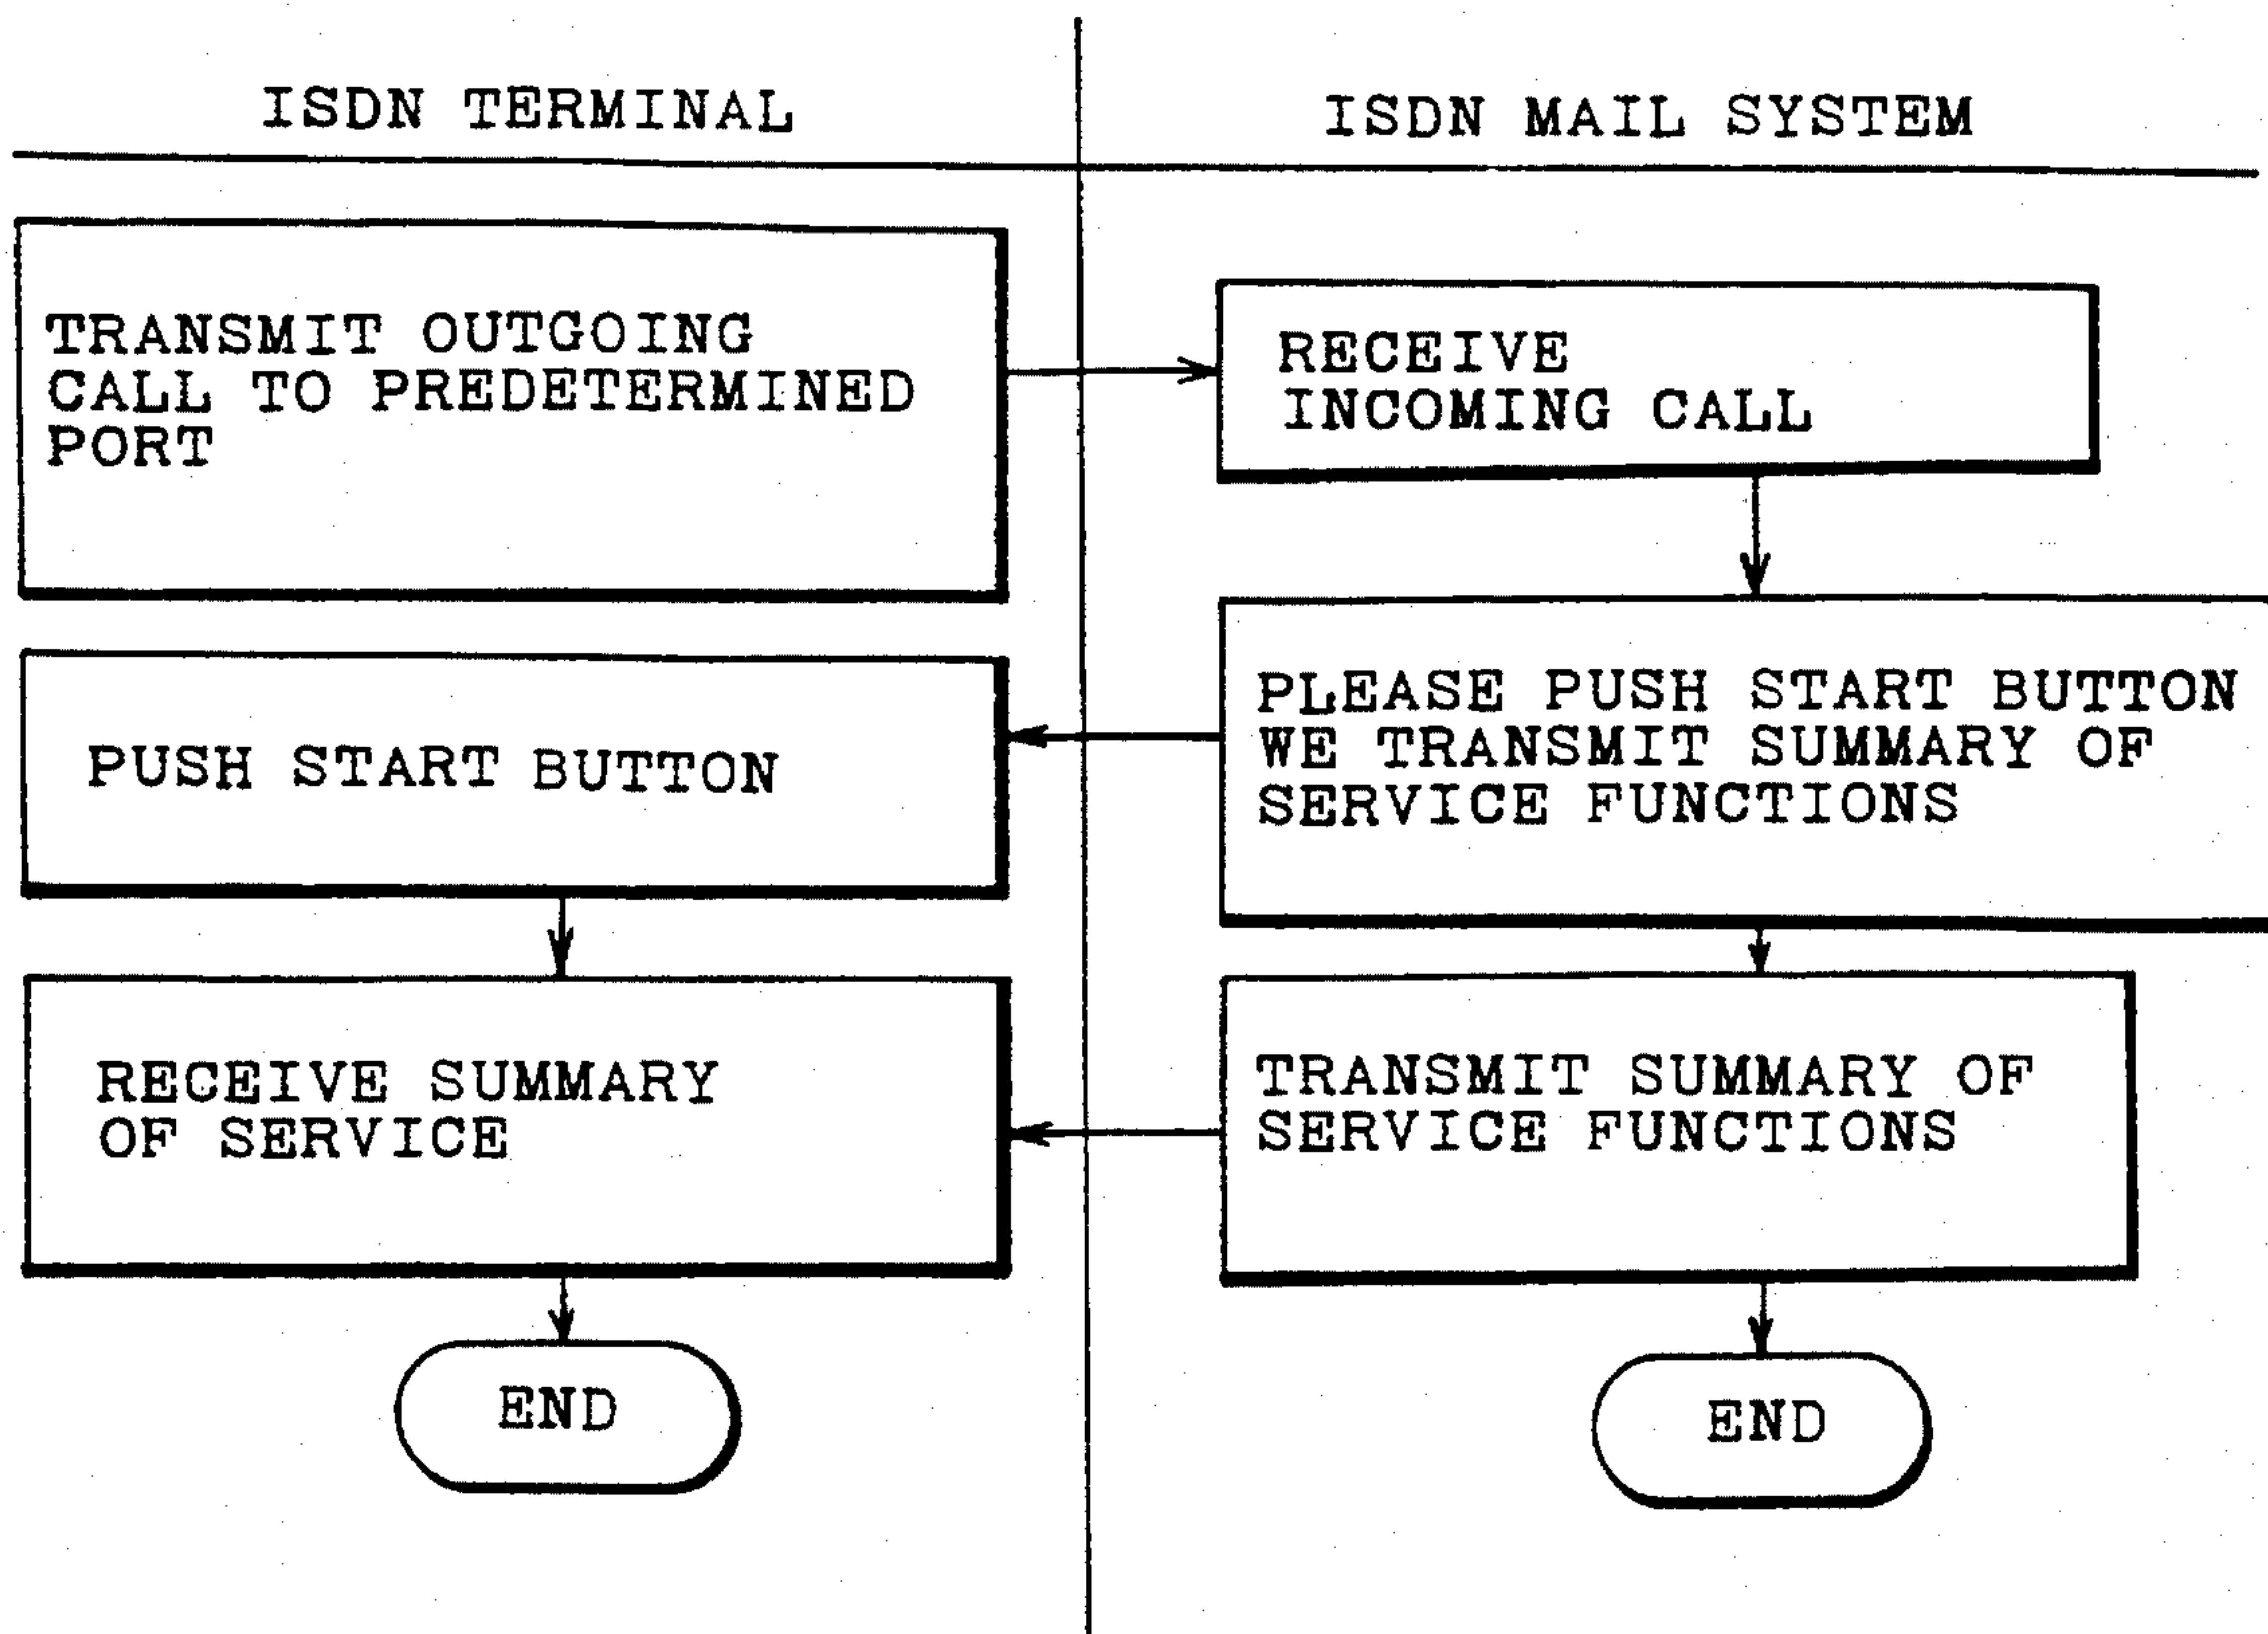 ISDN TERMINAL
ISDN MAIL SYSTEM
TRANSMIT OUTGOING
CALL TO PREDETERMINED
PORT
RECEIVE
INCOMING CALL
PLEASE PUSH START BUTTON
WE TRANSMIT SUMMARY OF
SERVICE FUNCTIONS
PUSH START BUTTON
RECEIVE SUMMARY
OF SERVICE
TRANSMIT SUMMARY OF
SERVICE FUNCTIONS
END
END